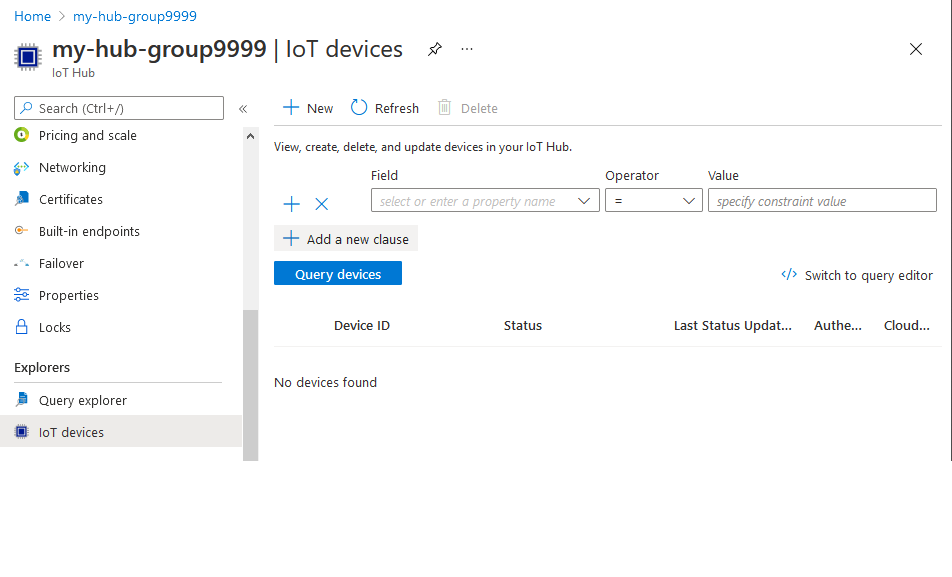 Home > my-hub-group9999
my-hub-group9999 | IoT devices ...
IoT Hub
Search (Ctrl+/) «
Pricing and scale
Networking
Certificates
Built-in endpoints
Failover
Properties
Locks
Explorers
Query explorer
IoT devices
New Refresh Delete
View, create, delete, and update devices in your IoT Hub.
Field Operator Value
select or enter a property name = specify constraint value
Add a new clause
Query devices </> Switch to query editor
Device ID Status Last Status Updat... Authe... Cloud...
No devices found